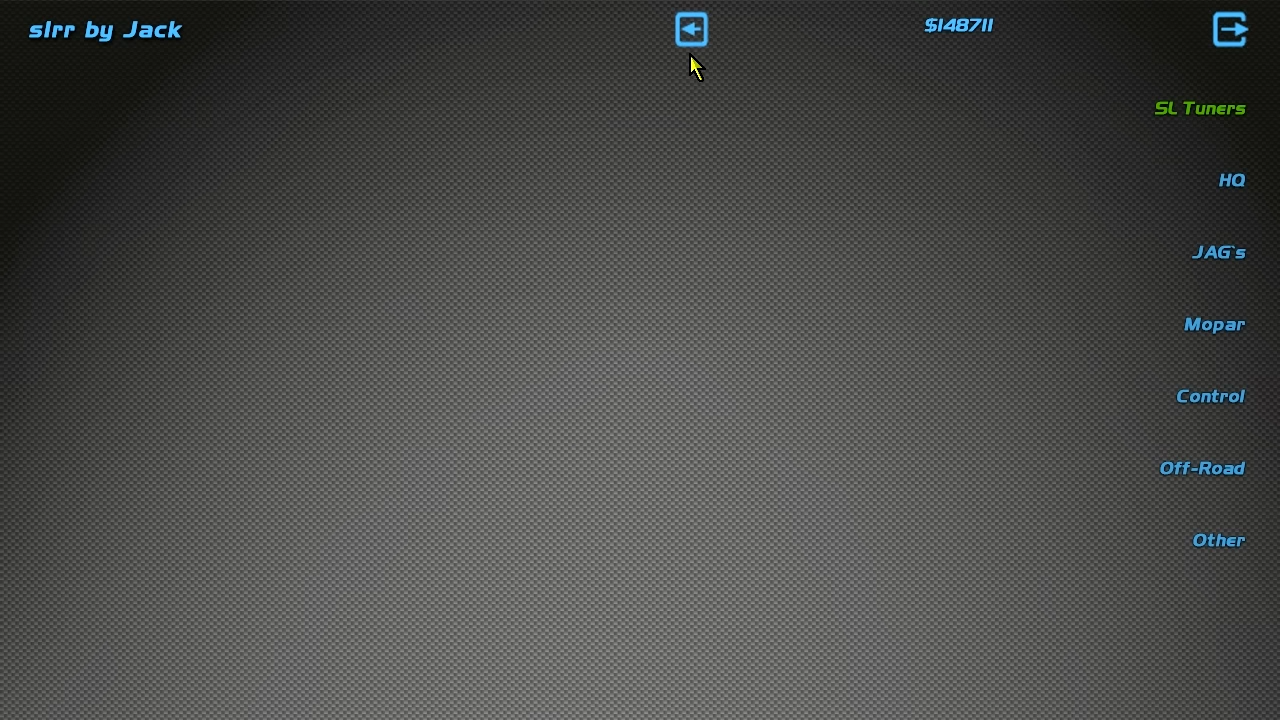 slrr by Jack
$148711
SL Tuners
HQ
JAG's
Mopar
Control
Off-Road
Other